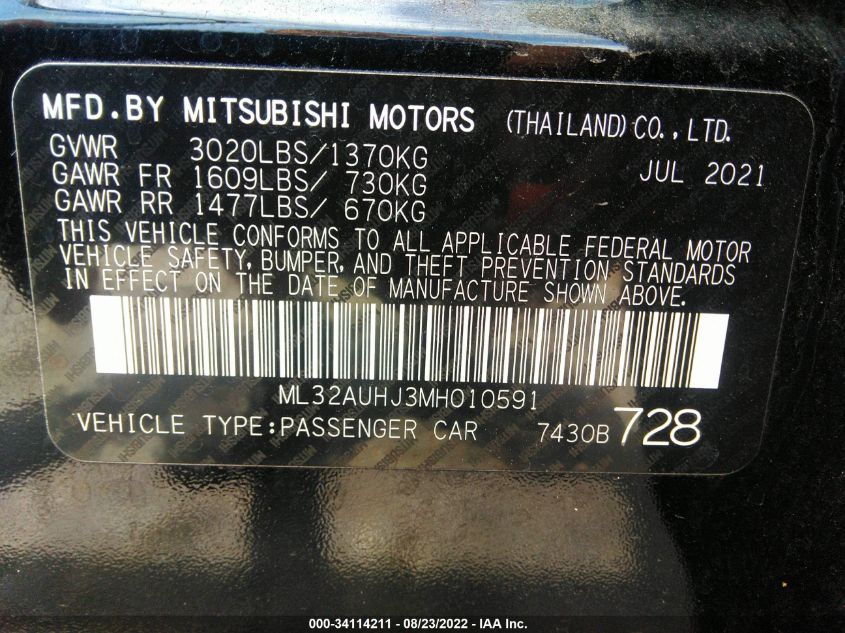 MFD.BY MITSUBISHI MOTORS (THAILAND) CO., LTD.
GVWR 3020LBS/1370KG JUL 2021
GAWR FR 1609LBS/ 730KG
GAWR RR 1477LBS/ 670KG
THIS VEHICLE CONFORMS TO ALL APPLICABLE FEDERAL MOTOR
VEHICLE SAFETY, BUMPER, AND THEFT PREVENTION STANDARDS
IN EFFECT ON THE DATE OF MANUFACTURE SHOWN ABOVE.
ML32AUHJ3MH010591
VEHICLE TYPE:PASSENGER CAR 7430B 728
000-34114211 - 08/23/2022 - IAA Inc.